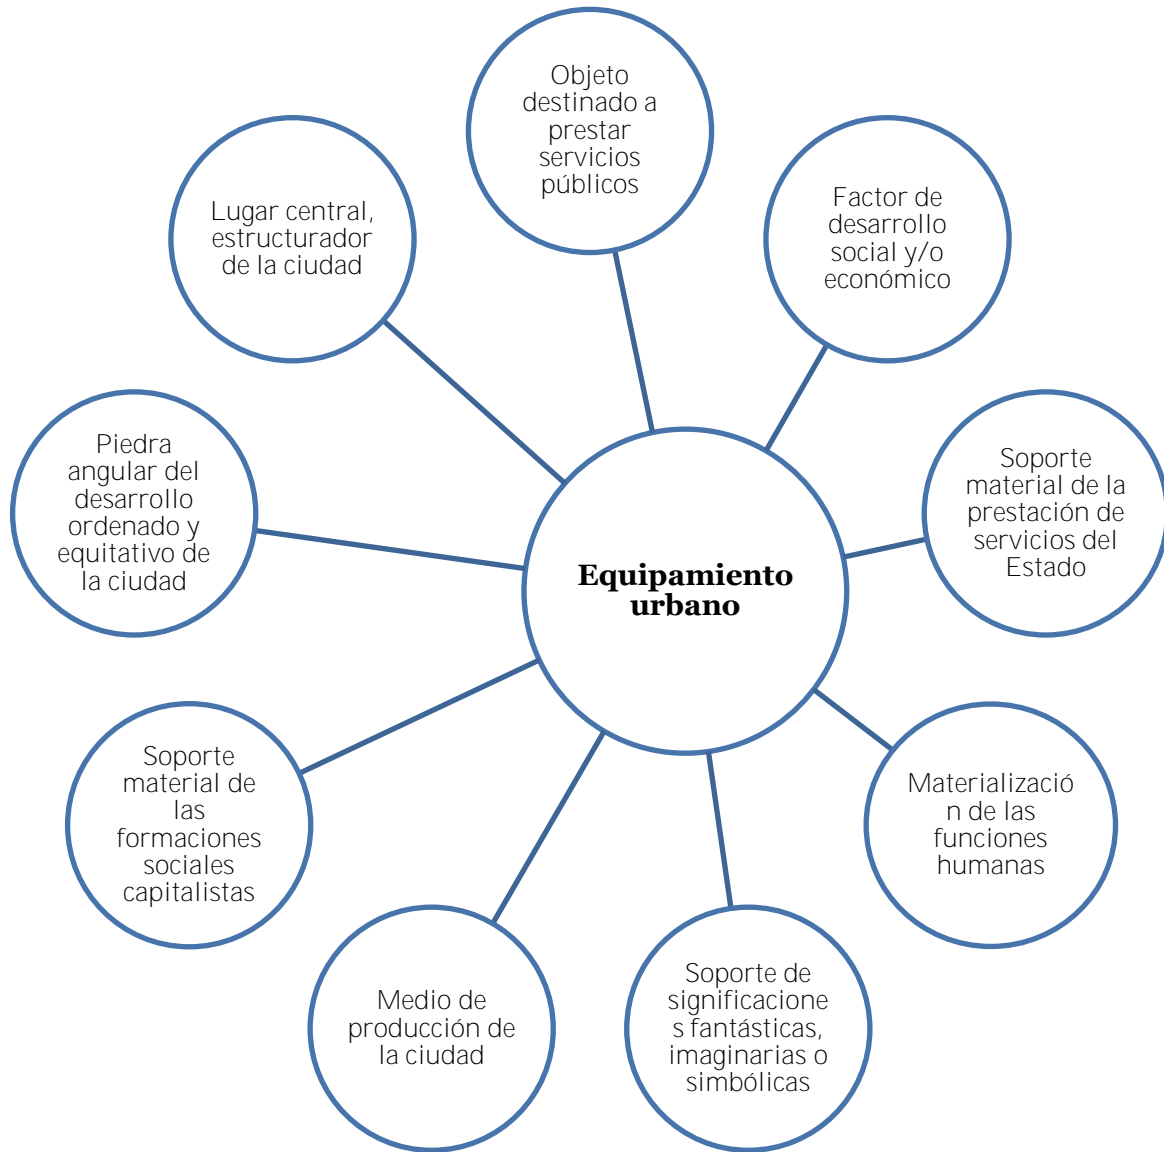 Objeto
destinado a
prestar
servicios
públicos
Factor de
desarrollo
social y/o
económico
Soporte
material de la
prestación de
servicios del
Estado
Materializació
n de las
funciones
humanas
Soporte de
significacione
s fantásticas,
imaginarias o
simbólicas
Medio de
producción de
la ciudad
Soporte
material de
las
formaciones
sociales
capitalistas
Piedra
angular del
desarrollo
ordenado y
equitativo de
la ciudad
Lugar central,
estructurador
de la ciudad
Equipamiento
urbano